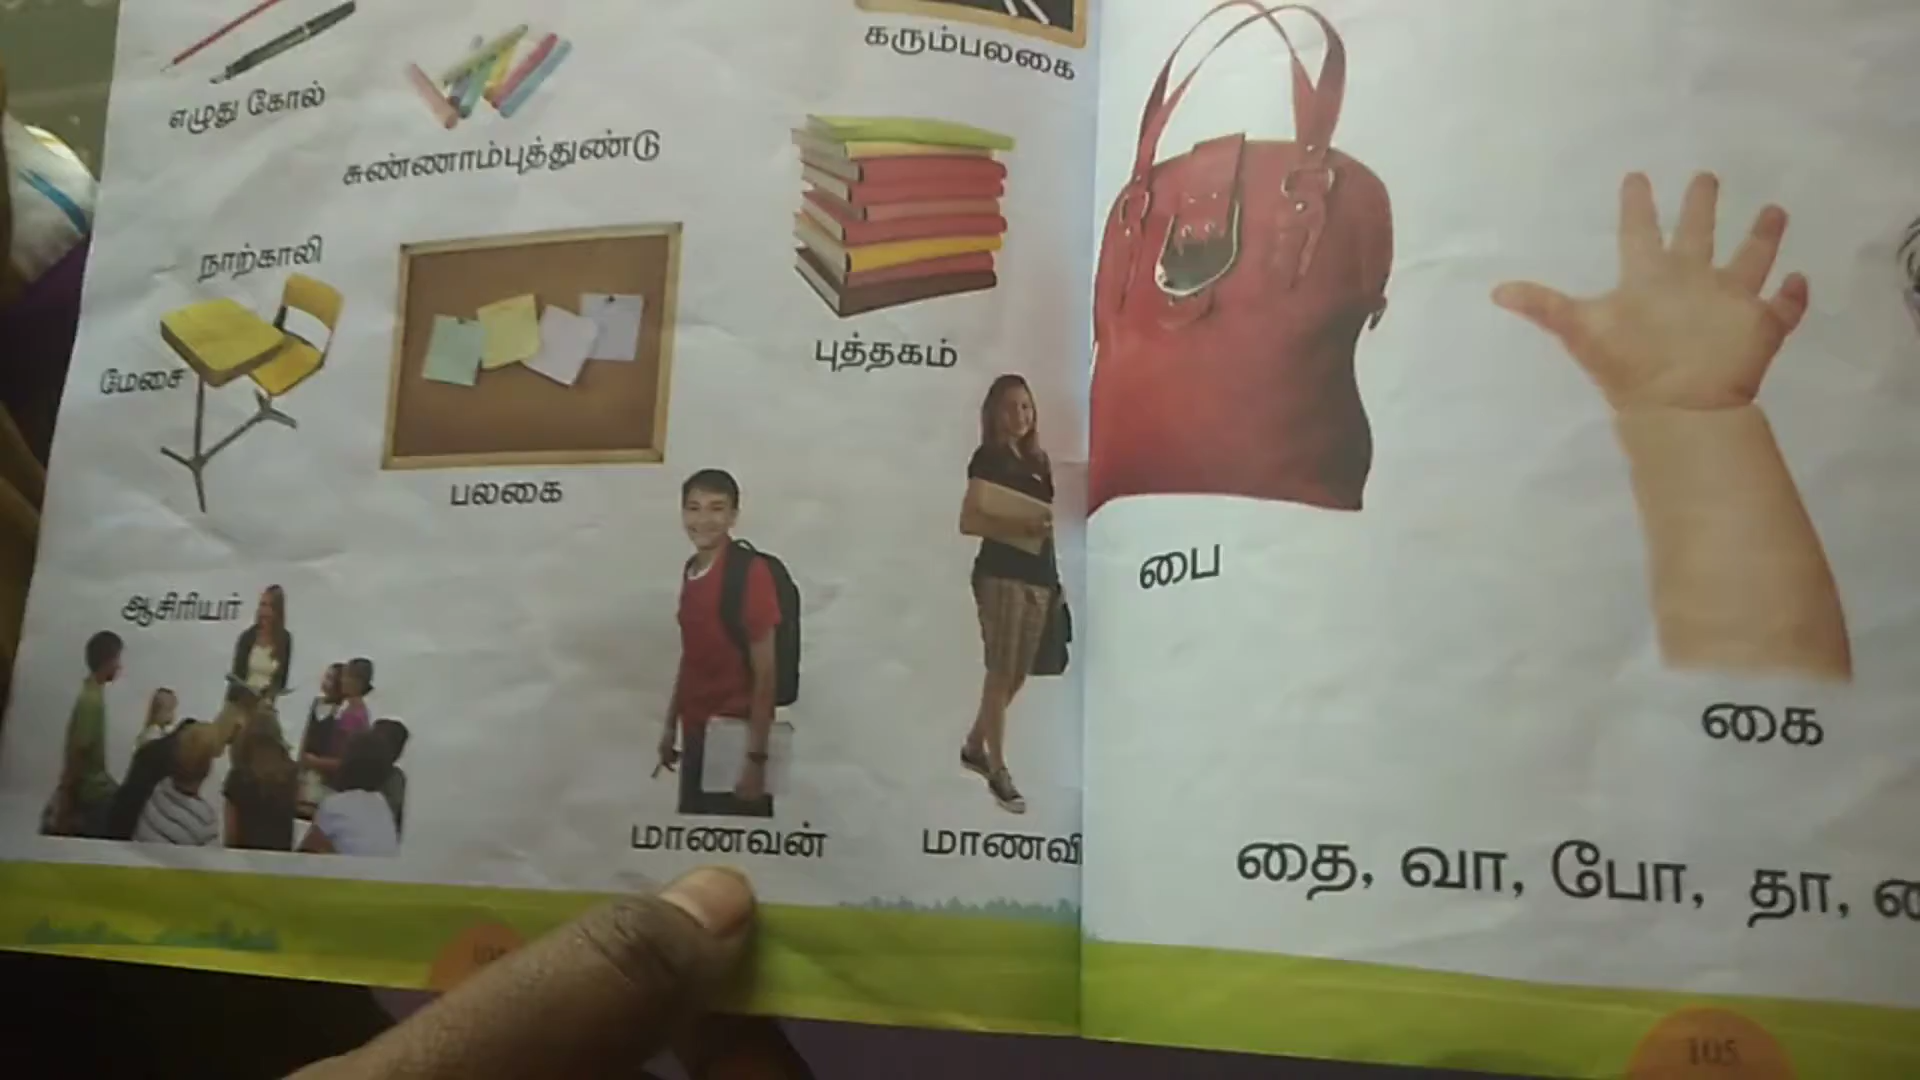 எழுது கோல்
சுண்ணாம்புத்துண்டு
கரும்பலகை
நாற்காலி
மேசை
பலகை
புத்தகம்
ஆசிரியர்
மாணவன்
மாணவி
பை
கை
தை, வா, போ, தா,
105